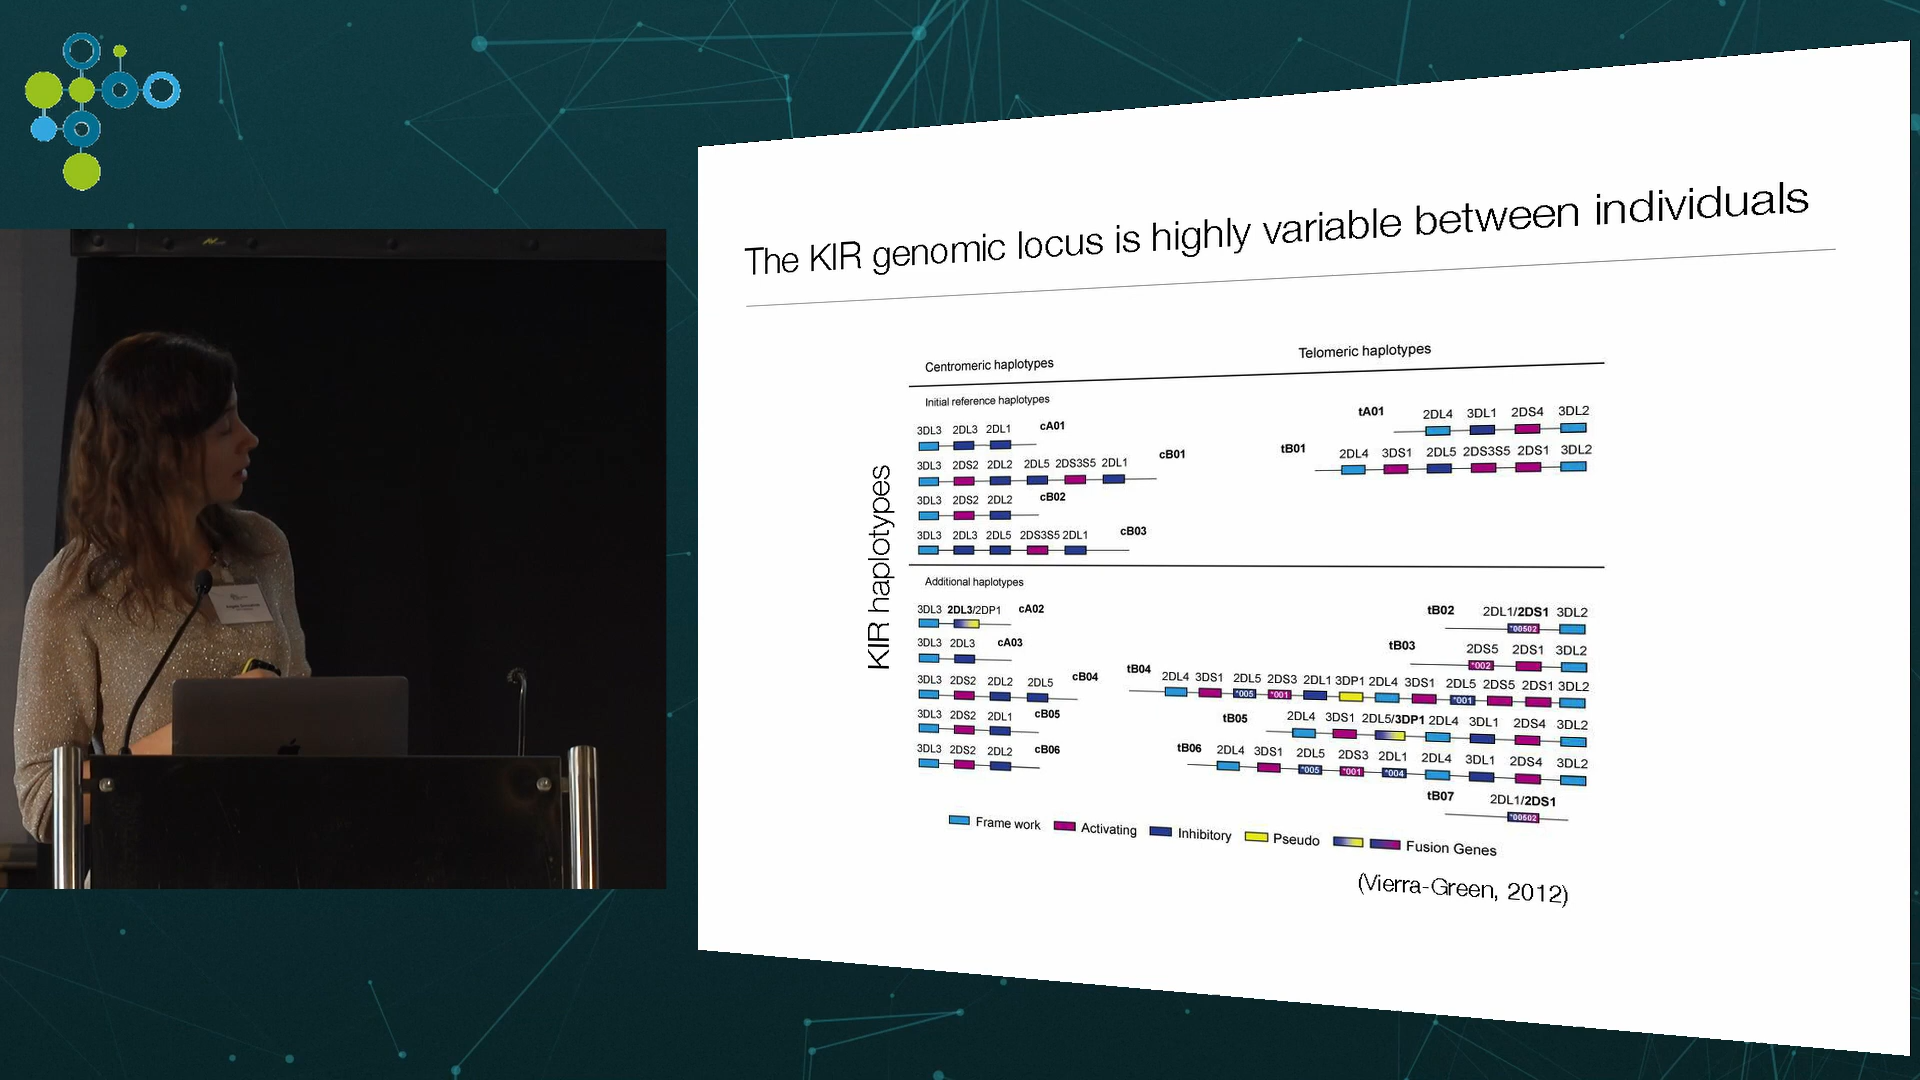 The KIR genomic locus is highly variable between individuals
KIR haplotypes
Centromeric haplotypes
Telomeric haplotypes
Initial reference haplotypes
3DL3 2DL3 2DL1 cA01
tA01 2DL4 3DL1 2DS4 3DL2
3DL3 2DS2 2DL2 2DL5 2DS3S5 2DL1 cB01
tB01 2DL4 3DS1 2DL5 2DS3S5 2DS1 3DL2
3DL3 2DS2 2DL2 cB02
3DL3 2DL3 2DL5 2DS3S5 2DL1 cB03
Additional haplotypes
3DL3 2DL3/2DP1 cA02
tB02 2DL1/2DS1 3DL2
*00502
3DL3 2DL3 cA03
tB03 2DS5 2DS1 3DL2
*002
3DL3 2DS2 2DL2 2DL5 cB04
tB04 2DL4 3DS1 2DL5 2DS3 2DL1 3DP1 2DL4 3DS1 2DL5 2DS5 2DS1 3DL2
*005 *001 *001
3DL3 2DS2 2DL1 cB05
tB05 2DL4 3DS1 2DL5/3DP1 2DL4 3DL1 2DS4 3DL2
3DL3 2DS2 2DL2 cB06
tB06 2DL4 3DS1 2DL5 2DS3 2DL1 2DL4 3DL1 2DS4 3DL2
*005 *001 *004
tB07 2DL1/2DS1
*00502
Frame work Activating Inhibitory Pseudo Fusion Genes
(Vierra-Green, 2012)